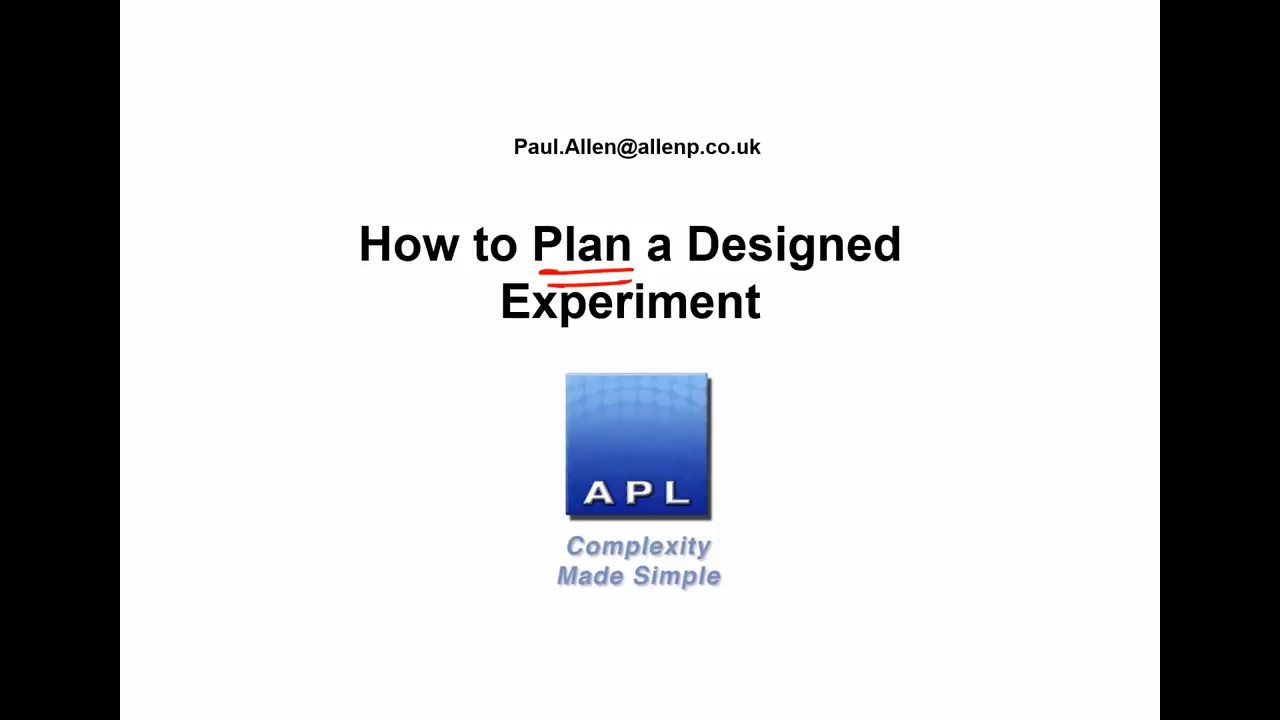 Paul.Allen@allenp.co.uk
How to Plan a Designed
Experiment
APL
Complexity
Made Simple